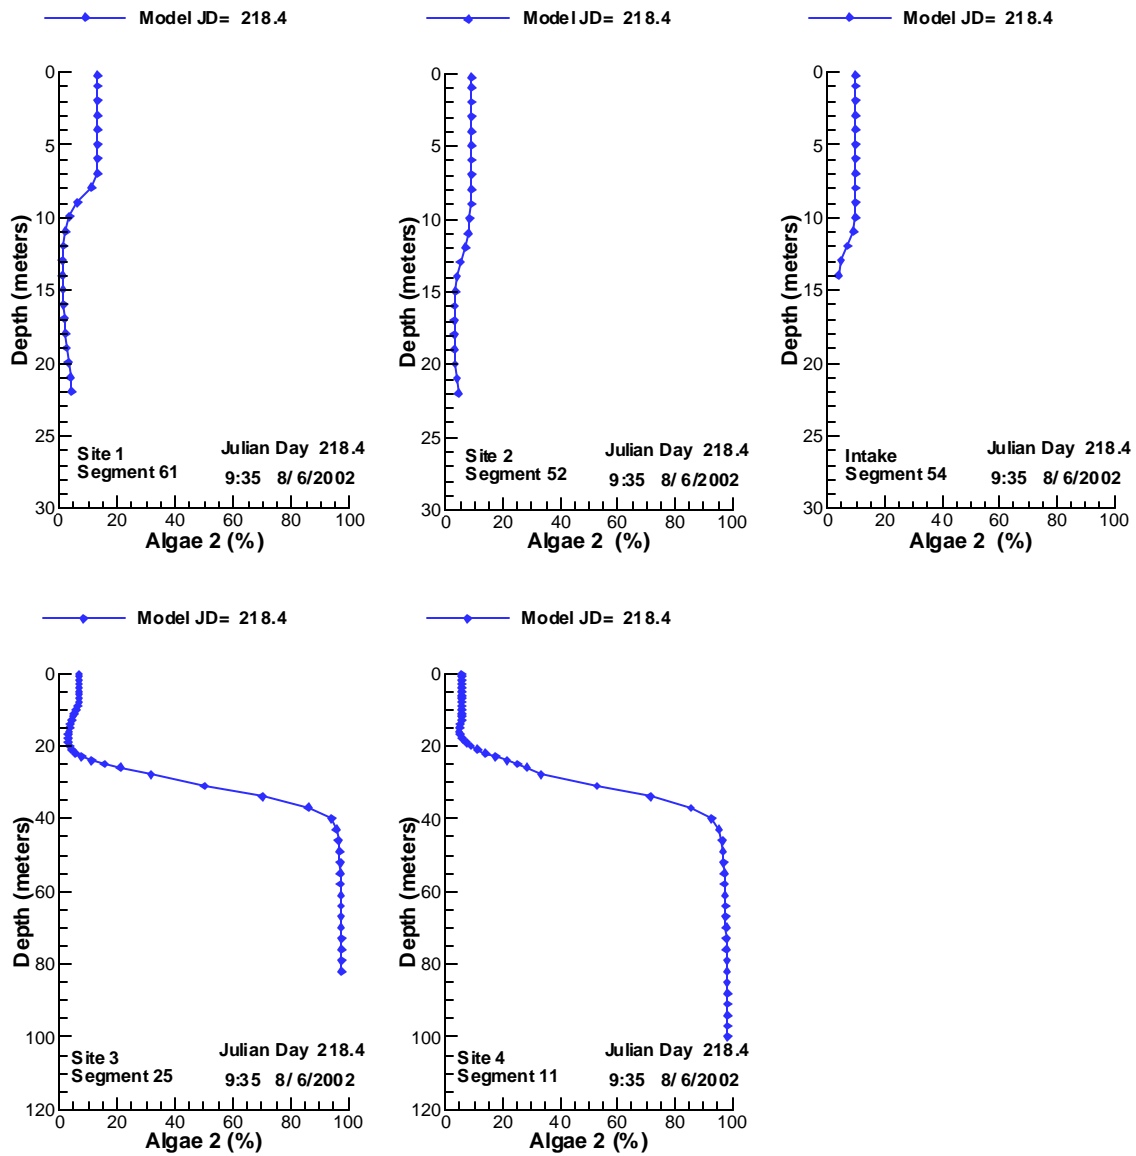 Model JD= 218.4
0
5
10
15
20
25
30
Depth (meters)
Site 1
Segment 61
Julian Day 218.4
9:35 8/ 6/2002
0 20 40 60 80 100
Algae 2 (%)
Model JD= 218.4
0
5
10
15
20
25
30
Depth (meters)
Site 2
Segment 52
Julian Day 218.4
9:35 8/ 6/2002
0 20 40 60 80 100
Algae 2 (%)
Model JD= 218.4
0
5
10
15
20
25
30
Depth (meters)
Intake
Segment 54
Julian Day 218.4
9:35 8/ 6/2002
0 20 40 60 80 100
Algae 2 (%)
Model JD= 218.4
0
20
40
60
80
100
120
Depth (meters)
Site 3
Segment 25
Julian Day 218.4
9:35 8/ 6/2002
0 20 40 60 80 100
Algae 2 (%)
Model JD= 218.4
0
20
40
60
80
100
120
Depth (meters)
Site 4
Segment 11
Julian Day 218.4
9:35 8/ 6/2002
0 20 40 60 80 100
Algae 2 (%)